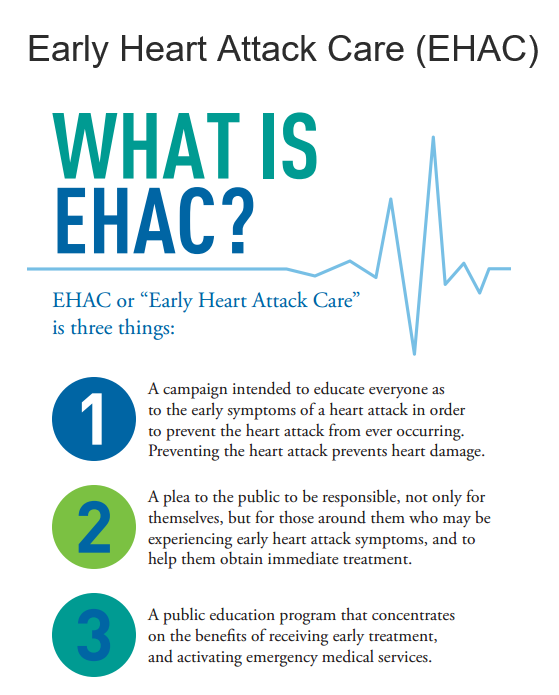 Early Heart Attack Care (EHAC)
WHAT IS
EHAC?
EHAC or “Early Heart Attack Care”
is three things:
1
A campaign intended to educate everyone as
to the early symptoms of a heart attack in order
to prevent the heart attack from ever occurring.
Preventing the heart attack prevents heart damage.
2
A plea to the public to be responsible, not only for
themselves, but for those around them who may be
experiencing early heart attack symptoms, and to
help them obtain immediate treatment.
3
A public education program that concentrates
on the benefits of receiving early treatment,
and activating emergency medical services.